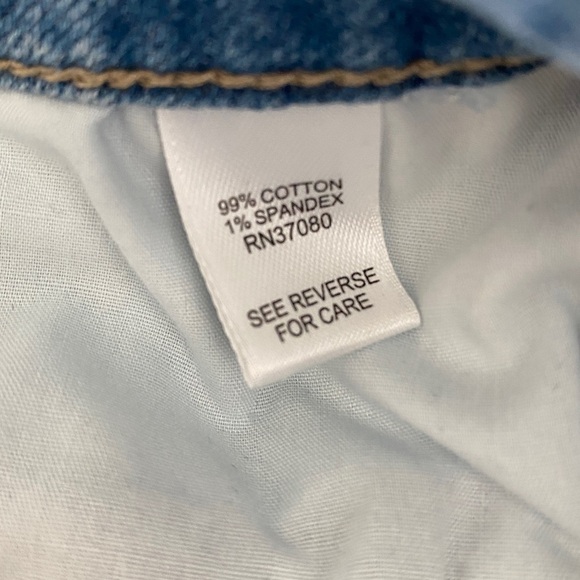 99% COTTON
1% SPANDEX
RN37080
SEE REVERSE
FOR CARE